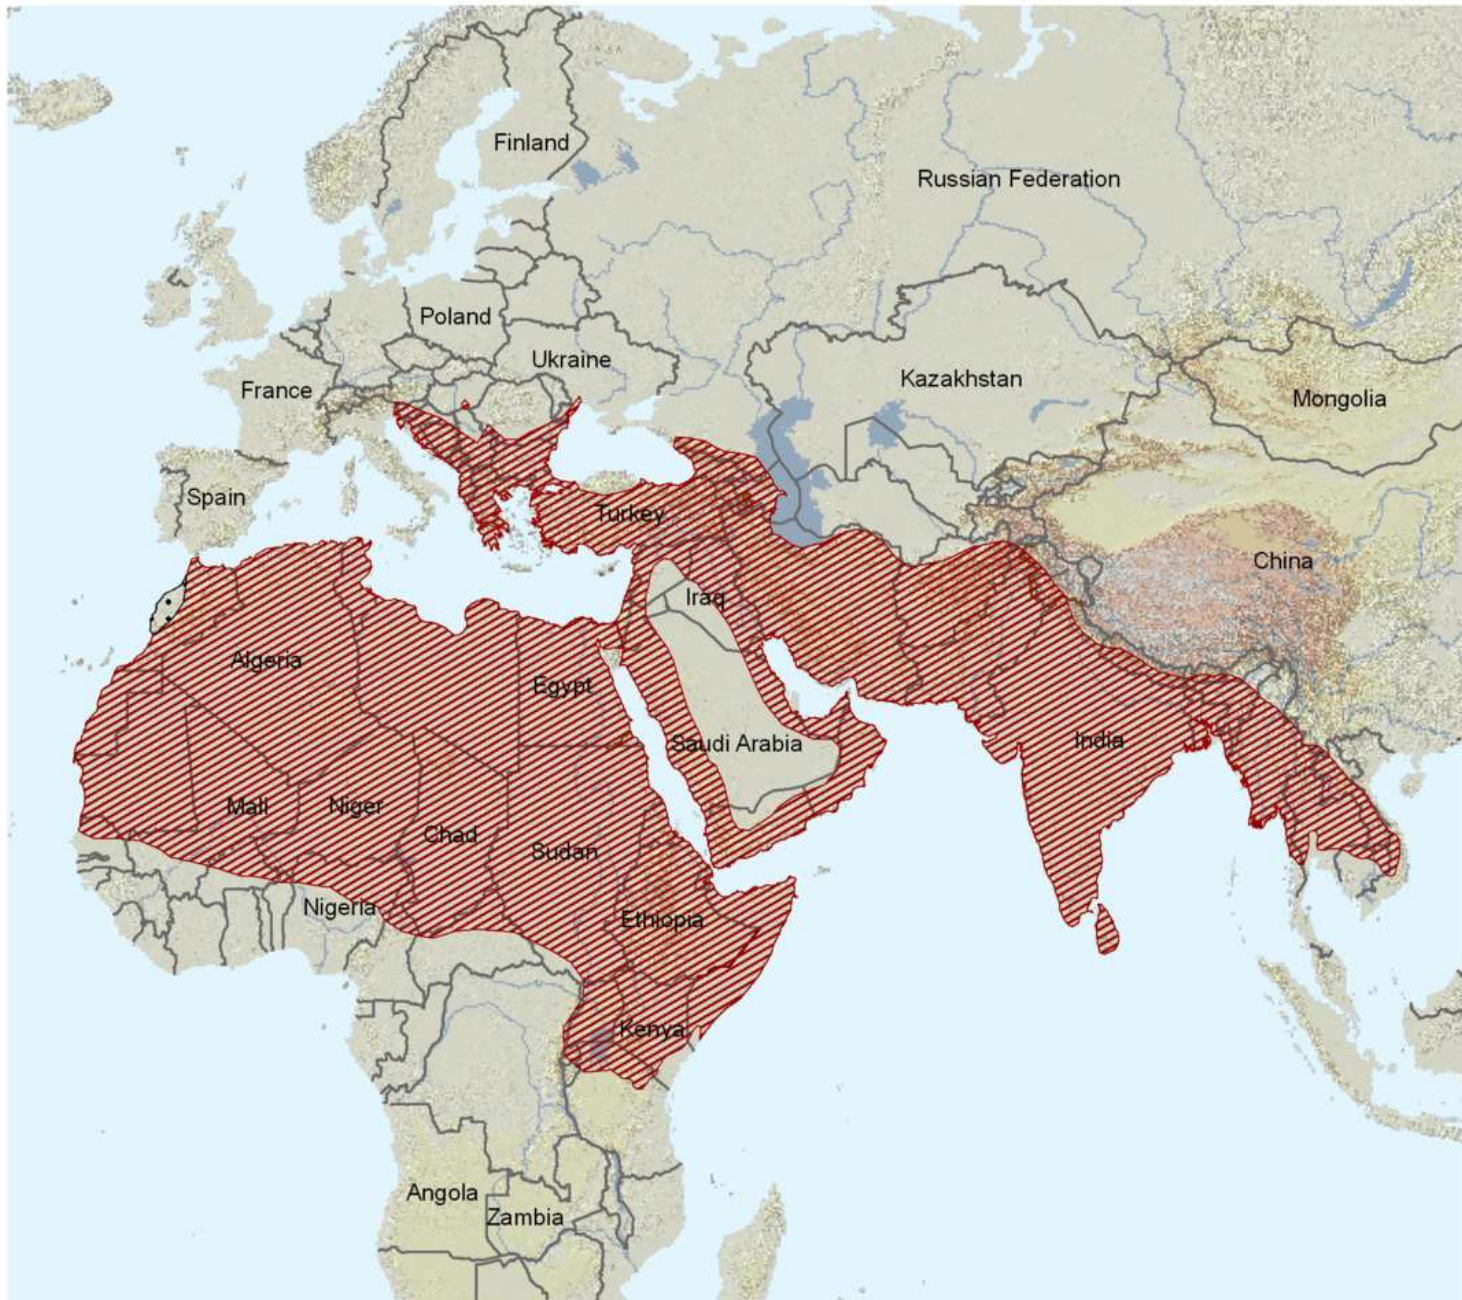 Finland
Russian Federation
Poland
Ukraine
France
Kazakhstan
Mongolia
Spain
Turkey
China
Iraq
Algeria
Egypt
Saudi Arabia
India
Mali
Niger
Chad
Sudan
Nigeria
Ethiopia
Kenya
Angola
Zambia